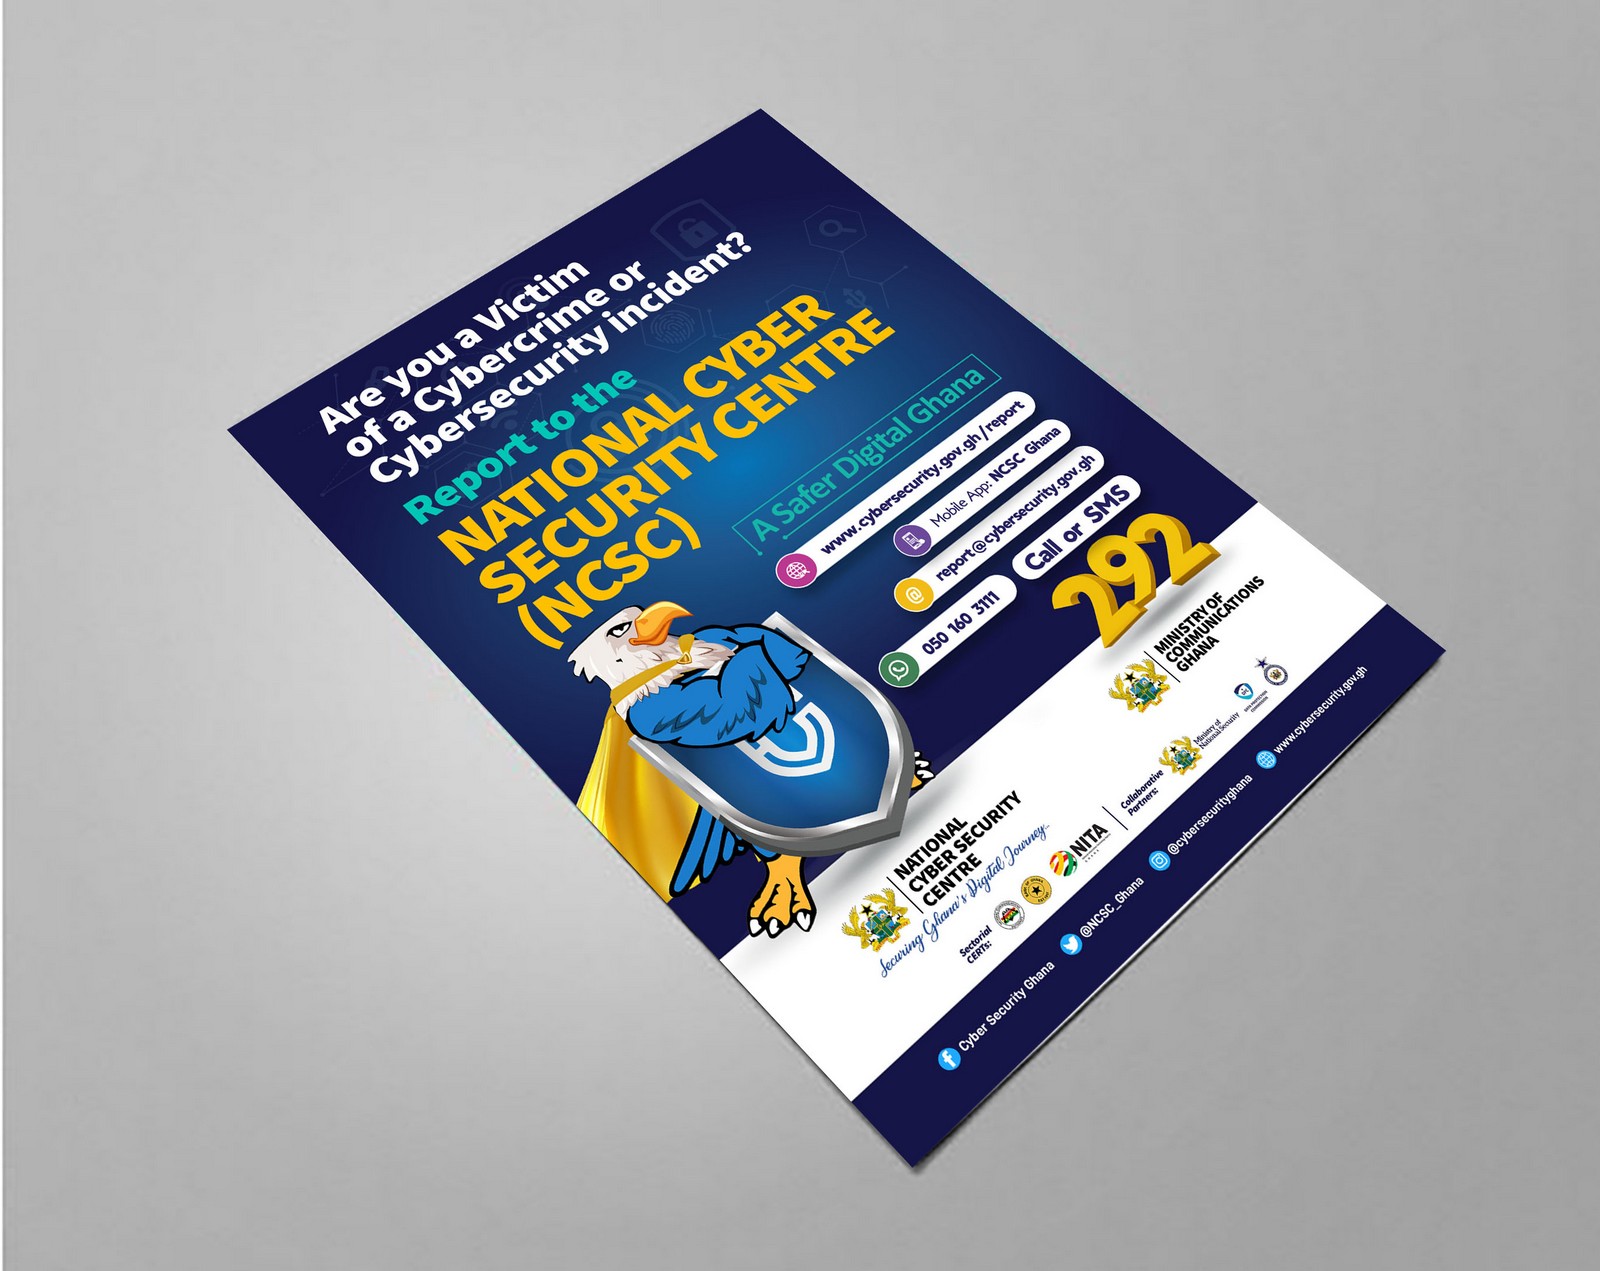 Are you a Victim
of a Cybercrime or
Cybersecurity incident?
Report to the
NATIONAL CYBER
SECURITY CENTRE
(NCSC)
A Safer Digital Ghana
www.cybersecurity.gov.gh/report
Mobile App: NCSC Ghana
report@cybersecurity.gov.gh
Call or SMS
292
050 160 3111
MINISTRY OF
COMMUNICATIONS
GHANA
NATIONAL
CYBER SECURITY
CENTRE
Securing Ghana's Digital Journey...
Sectorial
CERTs:
NITA
Collaborative
Partners:
Ministry of
National Security
DATA PROTECTION
COMMISSION
Cyber Security Ghana
@NCSC_Ghana
@cybersecurityghana
www.cybersecurity.gov.gh